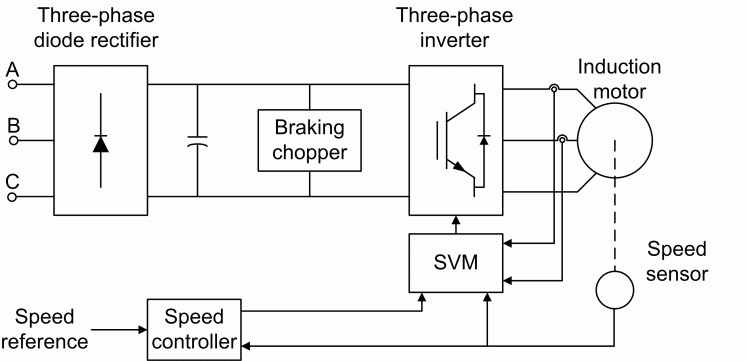 Three-phase
diode rectifier
Three-phase
inverter
A
B
C
Braking
chopper
Induction
motor
SVM
Speed
sensor
Speed
reference
Speed
controller